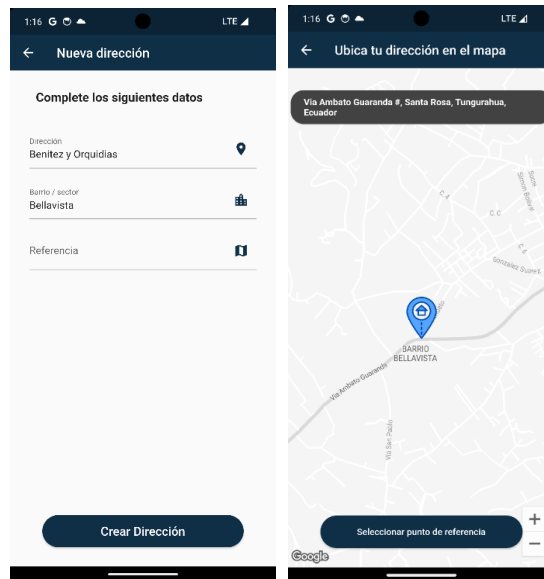 1:16 G LTE
Nueva dirección
Complete los siguientes datos
Dirección
Benitez y Orquidias
Barrio / sector
Bellavista
Referencia
Crear Dirección
1:16 G LTE
Ubica tu dirección en el mapa
Via Ambato Guaranda #, Santa Rosa, Tungurahua,
Ecuador
C. 4
C.C
C. 6
Gonzalez Suarez
BARRIO
BELLAVISTA
Via Ambato Guaranda
Via San Pablo
+
Seleccionar punto de referencia
−
Google